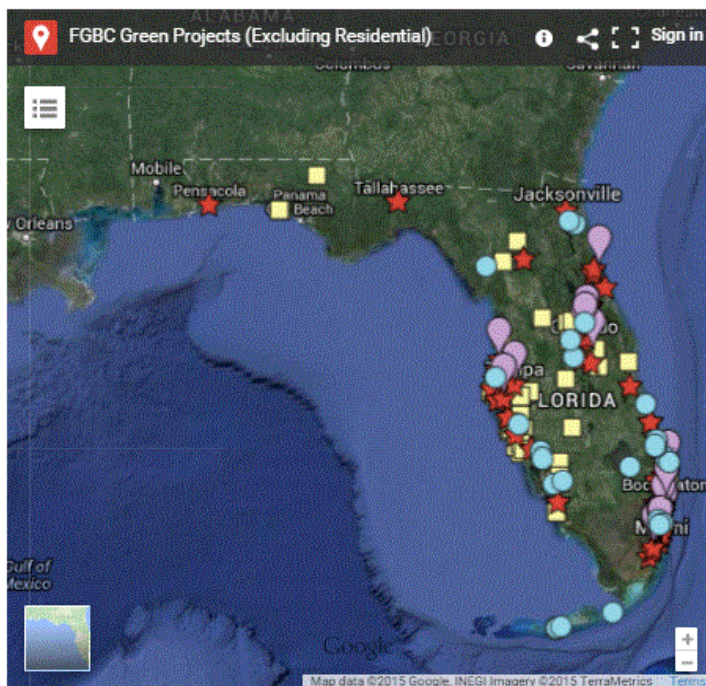 ALABAMA
FGBC Green Projects (Excluding Residential)
GEORGIA
Sign in
Columbus
Savannah
Mobile
Pensacola
Panama
Beach
Tallahassee
Jacksonville
Orleans
LORIDA
Gulf of
Mexico
Google
Map data ©2015 Google, INEGI Imagery ©2015 TerraMetrics
Terms